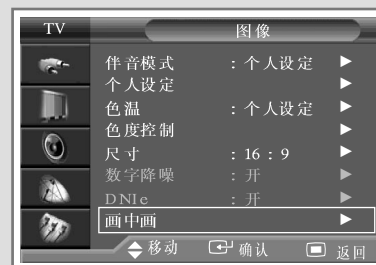 TV 图像
伴音模式 : 个人设定 ▶
个人设定 ▶
色温 : 个人设定 ▶
色度控制 ▶
尺寸 : 16 : 9 ▶
数字降噪 : 开 ▶
DNIe : 开 ▶
画中画 ▶
移动 确认 返回